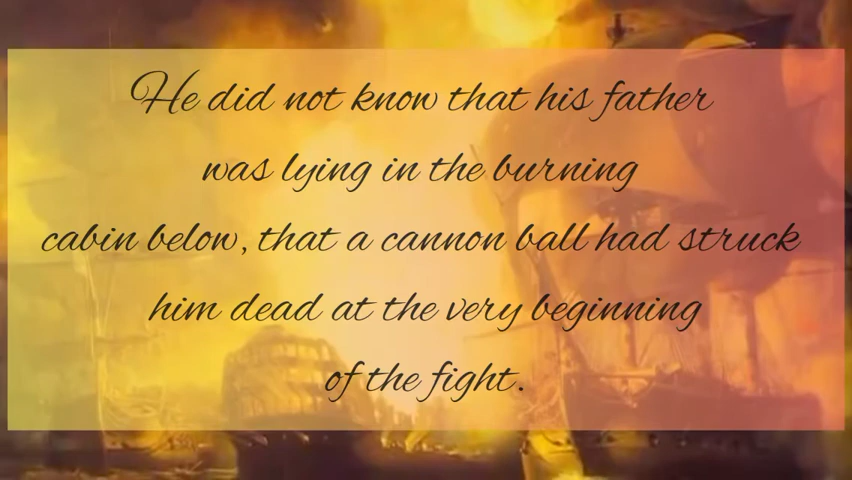 He did not know that his father
was lying in the burning
cabin below, that a cannon ball had struck
him dead at the very beginning
of the fight.